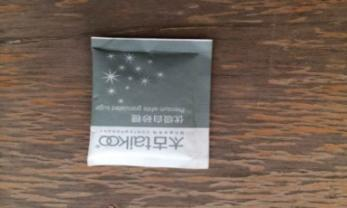 太古taikoo
优级白砂糖
Premium white granulated sugar